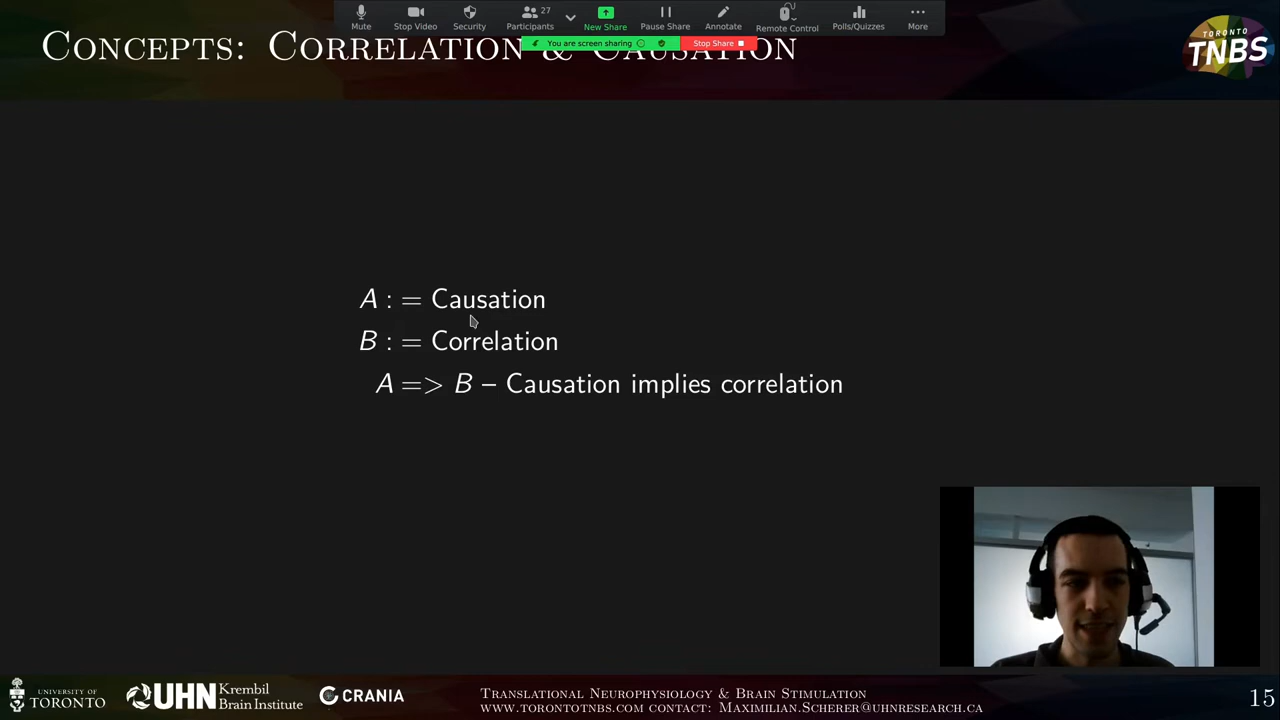 Mute
Stop Video
Security
Participants
27
New Share
Pause Share
Annotate
Remote Control
Polls/Quizzes
More
You are screen sharing
Stop Share
CONCEPTS: CORRELATION & CAUSATION
TORONTO
TNBS
A := Causation
B := Correlation
A => B – Causation implies correlation
UNIVERSITY OF
TORONTO
UHN
Krembil
Brain Institute
CRANIA
TRANSLATIONAL NEUROPHYSIOLOGY & BRAIN STIMULATION
WWW.TORONTOTNBS.COM CONTACT: MAXIMILIAN.SCHERER@UHNRESEARCH.CA
15